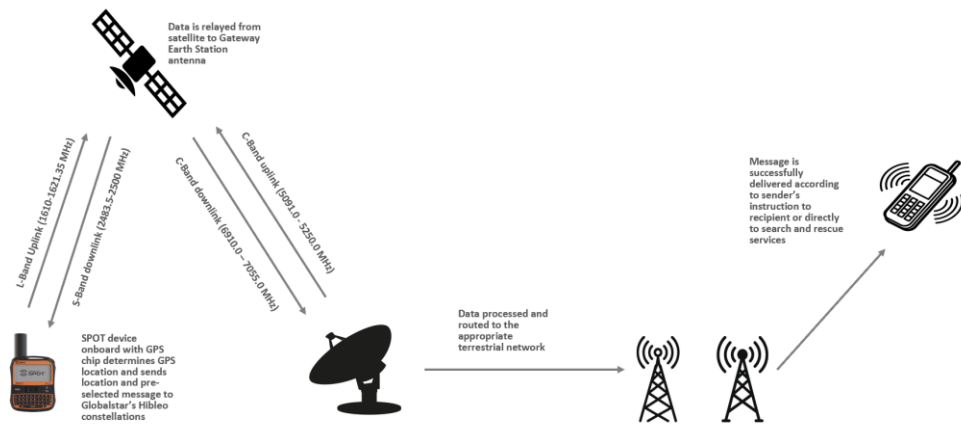 Data is relayed from
satellite to Gateway
Earth Station
antenna
L-Band Uplink (1610-1621.35 MHz)
S-Band downlink (2483.5-2500 MHz)
C-Band downlink (6910.0 – 7055.0 MHz)
C-Band uplink (5091.0 - 5250.0 MHz)
Message is
successfully
delivered according
to sender's
instruction to
recipient or directly
to search and rescue
services
SPOT device
onboard with GPS
chip determines GPS
location and sends
location and pre-
selected message to
Globalstar's Hibleo
constellations
SPOT
Data processed and
routed to the
appropriate
terrestrial network